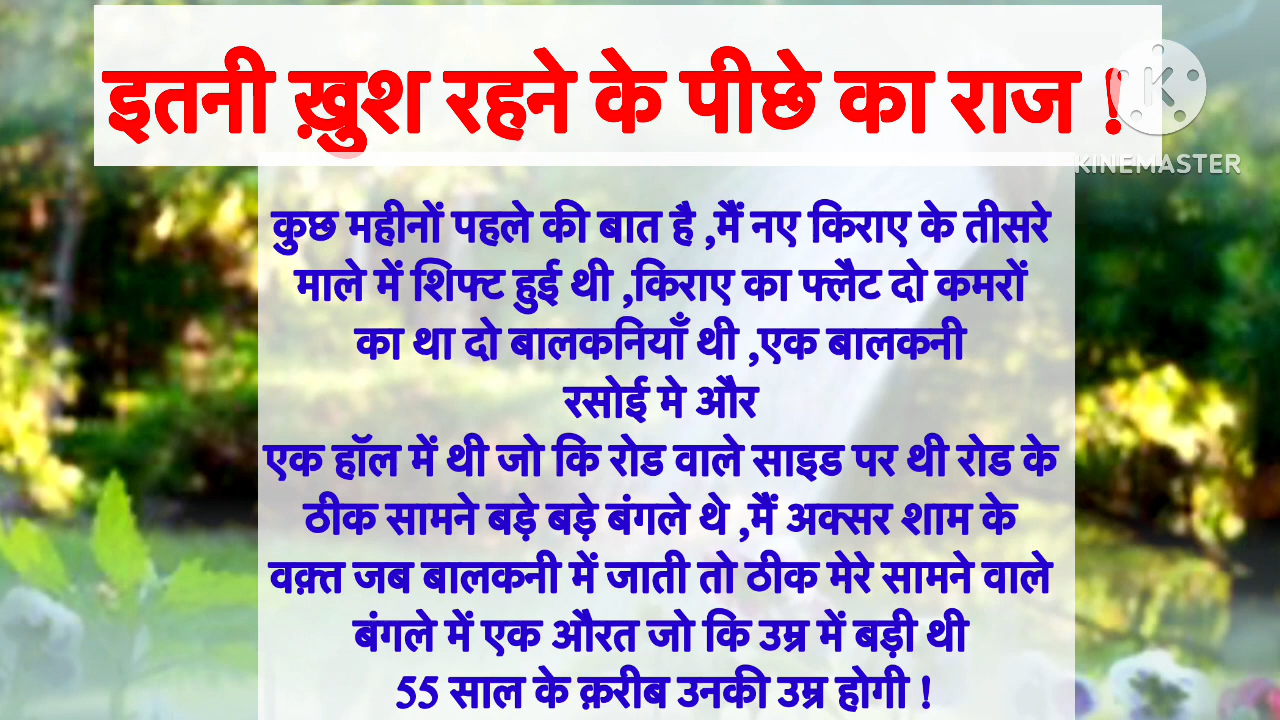 इतनी ख़ुश रहने के पीछे का राज !
K
KINEMASTER
कुछ महीनों पहले की बात है ,मैं नए किराए के तीसरे
माले में शिफ्ट हुई थी ,किराए का फ्लैट दो कमरों
का था दो बालकनियाँ थी ,एक बालकनी
रसोई मे और
एक हॉल में थी जो कि रोड वाले साइड पर थी रोड के
ठीक सामने बड़े बड़े बंगले थे ,मैं अक्सर शाम के
वक़्त जब बालकनी में जाती तो ठीक मेरे सामने वाले
बंगले में एक औरत जो कि उम्र में बड़ी थी
55 साल के क़रीब उनकी उम्र होगी !